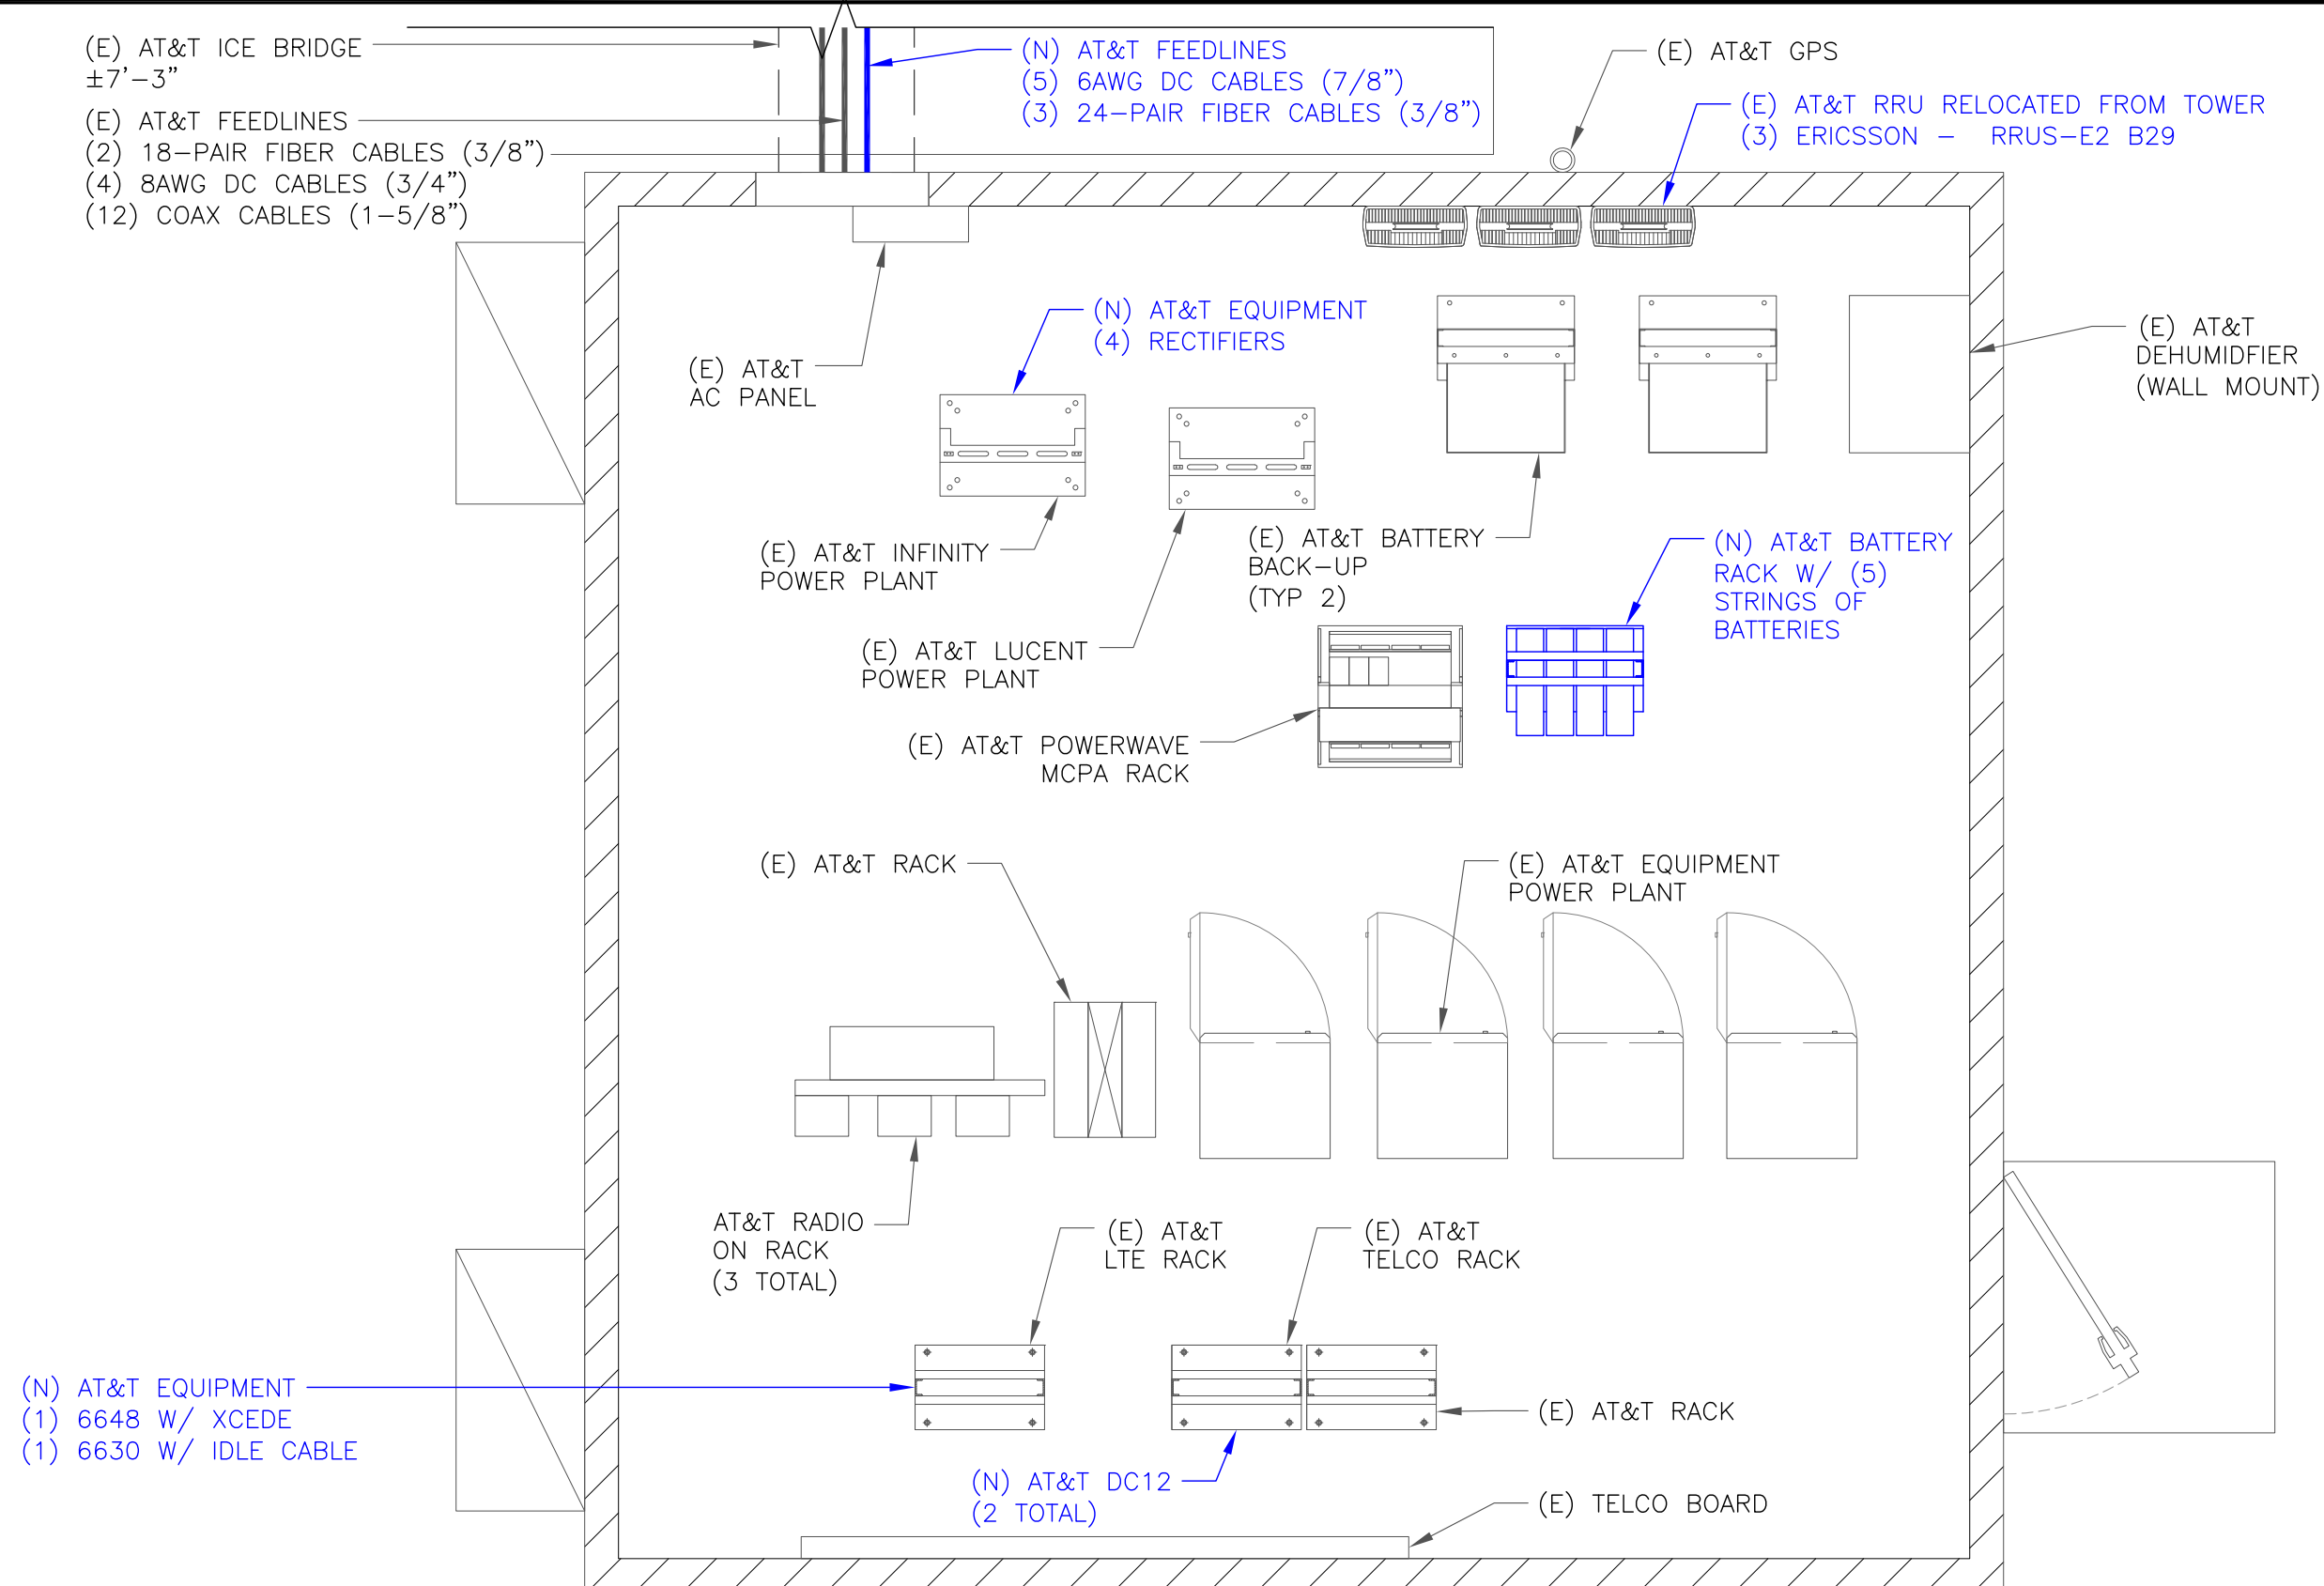 (E) AT&T ICE BRIDGE
±7'-3"
(E) AT&T FEEDLINES
(2) 18-PAIR FIBER CABLES (3/8")
(4) 8AWG DC CABLES (3/4")
(12) COAX CABLES (1-5/8")
(N) AT&T FEEDLINES
(5) 6AWG DC CABLES (7/8")
(3) 24-PAIR FIBER CABLES (3/8")
(E) AT&T GPS
(E) AT&T RRU RELOCATED FROM TOWER
(3) ERICSSON - RRUS-E2 B29
(N) AT&T EQUIPMENT
(4) RECTIFIERS
(E) AT&T
AC PANEL
(E) AT&T
DEHUMIDFIER
(WALL MOUNT)
(E) AT&T INFINITY
POWER PLANT
(E) AT&T BATTERY
BACK-UP
(TYP 2)
(N) AT&T BATTERY
RACK W/ (5)
STRINGS OF
BATTERIES
(E) AT&T LUCENT
POWER PLANT
(E) AT&T POWERWAVE
MCPA RACK
(E) AT&T RACK
(E) AT&T EQUIPMENT
POWER PLANT
AT&T RADIO
ON RACK
(3 TOTAL)
(E) AT&T
LTE RACK
(E) AT&T
TELCO RACK
(N) AT&T EQUIPMENT
(1) 6648 W/ XCEDE
(1) 6630 W/ IDLE CABLE
(E) AT&T RACK
(N) AT&T DC12
(2 TOTAL)
(E) TELCO BOARD